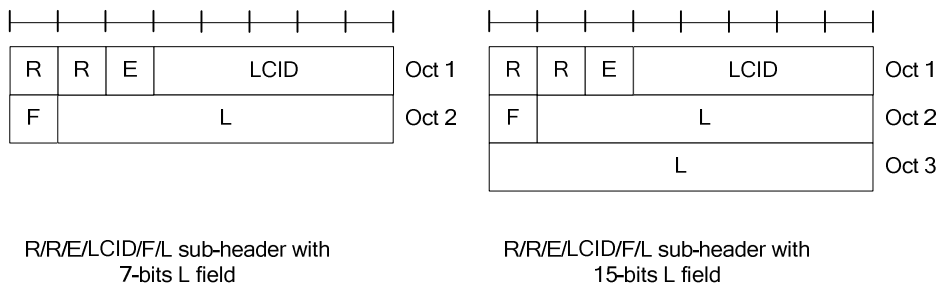 R R E LCID Oct 1
F L Oct 2
R/R/E/LCID/F/L sub-header with
7-bits L field
R R E LCID Oct 1
F L Oct 2
L Oct 3
R/R/E/LCID/F/L sub-header with
15-bits L field